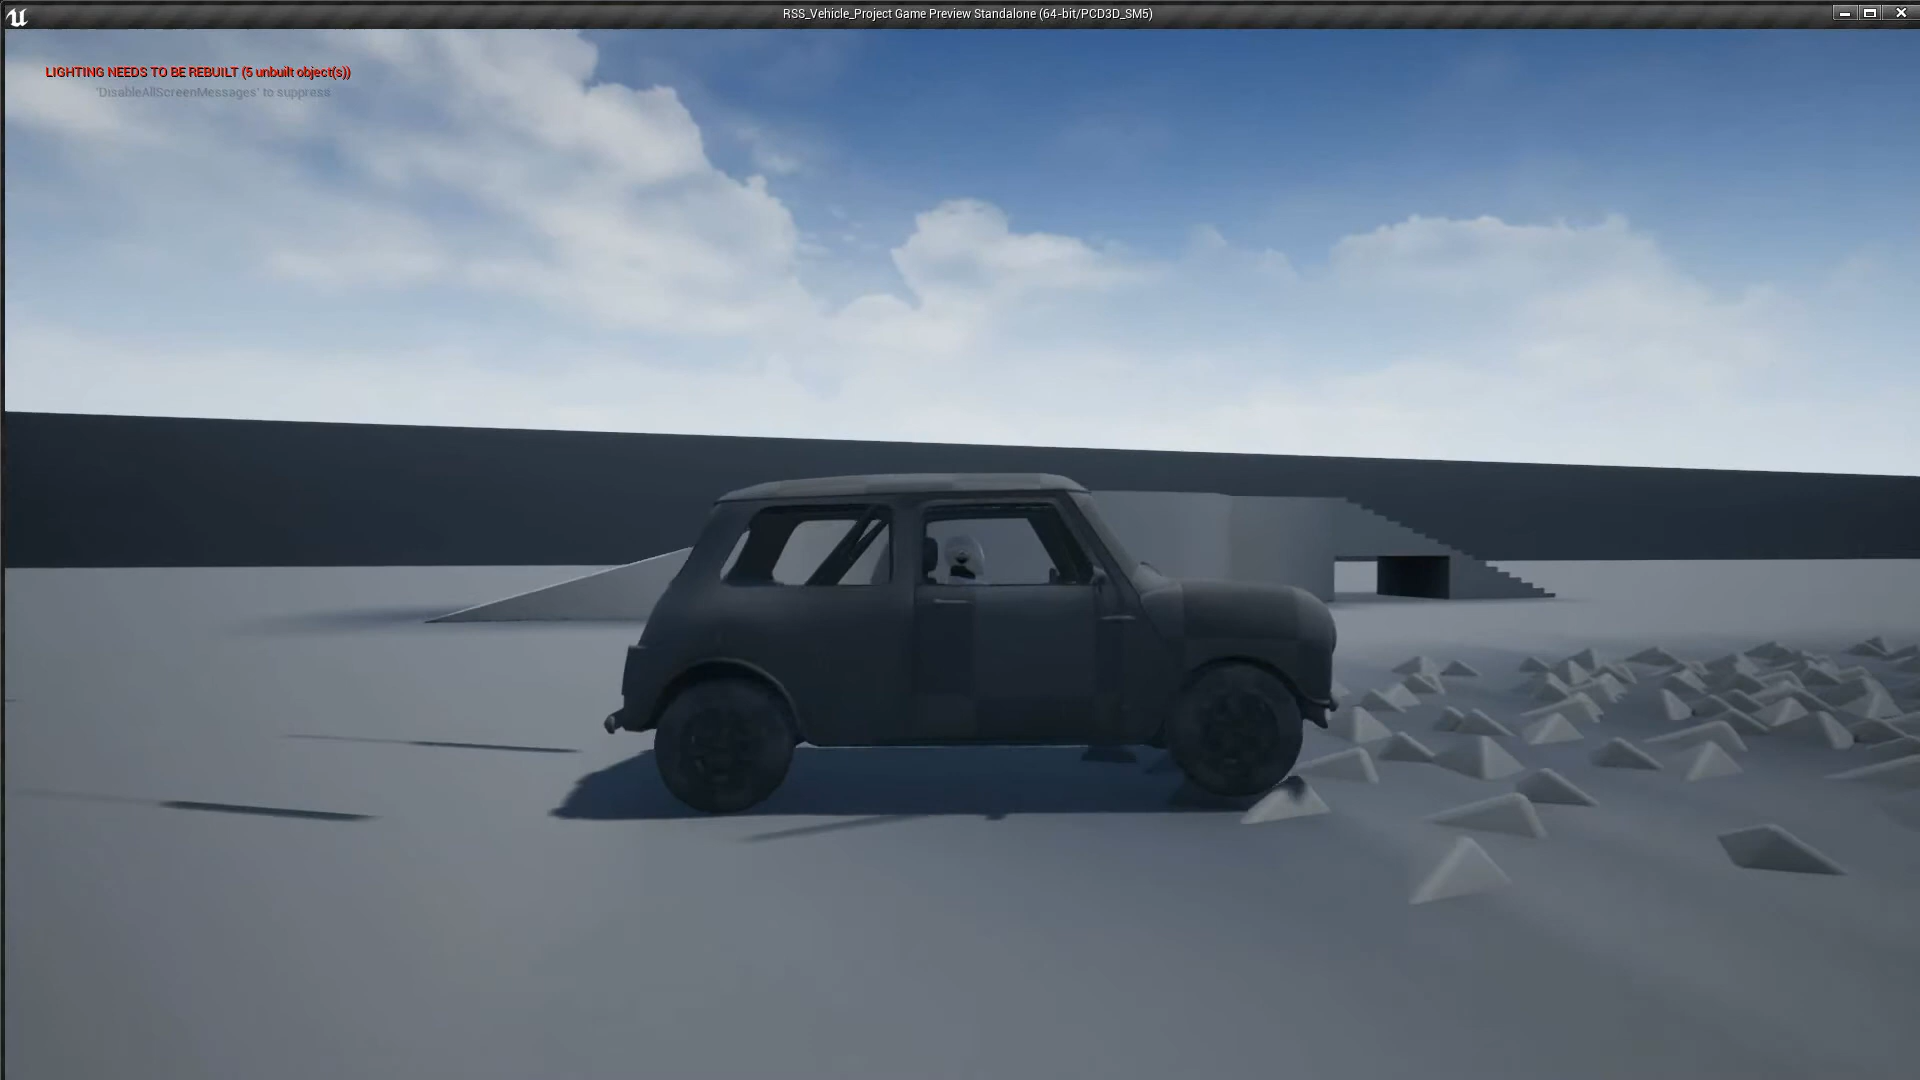 RSS_Vehicle_Project Game Preview Standalone (64-bit/PCD3D_SM5)
LIGHTING NEEDS TO BE REBUILT (5 unbuilt object(s))
'DisableAllScreenMessages' to suppress